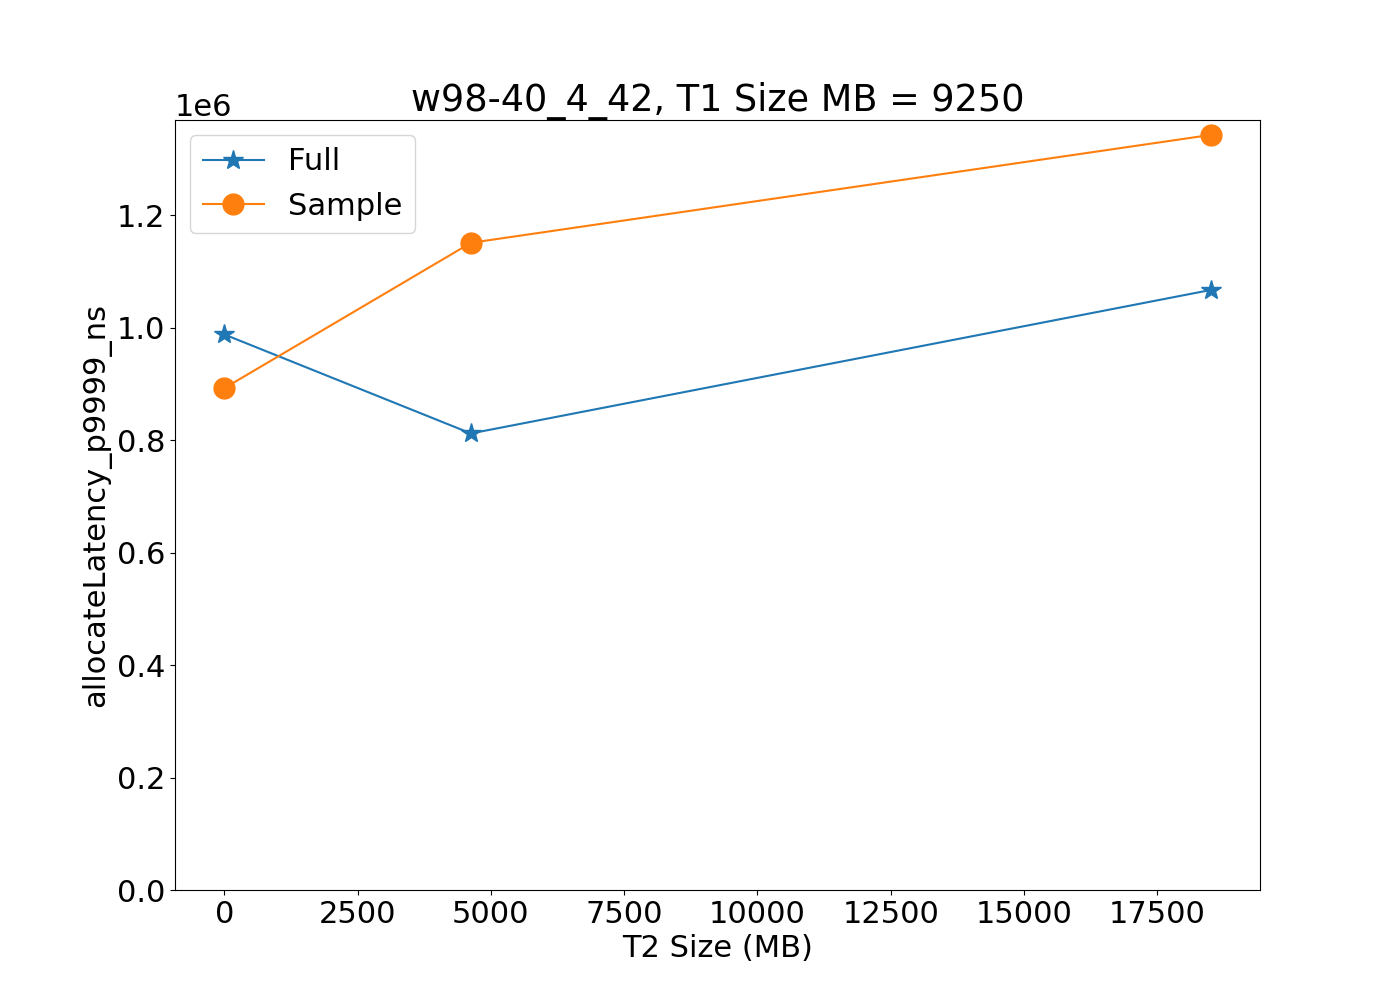 w98-40_4_42, T1 Size MB = 9250
1e6
Full
Sample
1.2
1.0
0.8
0.6
0.4
0.2
0.0
allocateLatency_p9999_ns
0 2500 5000 7500 10000 12500 15000 17500
T2 Size (MB)